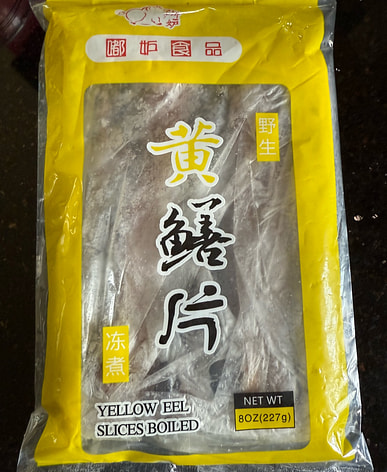 嘟妒食品
野生
黄鳝片
冻煮
YELLOW EEL
SLICES BOILED
NET WT
8OZ(227g)